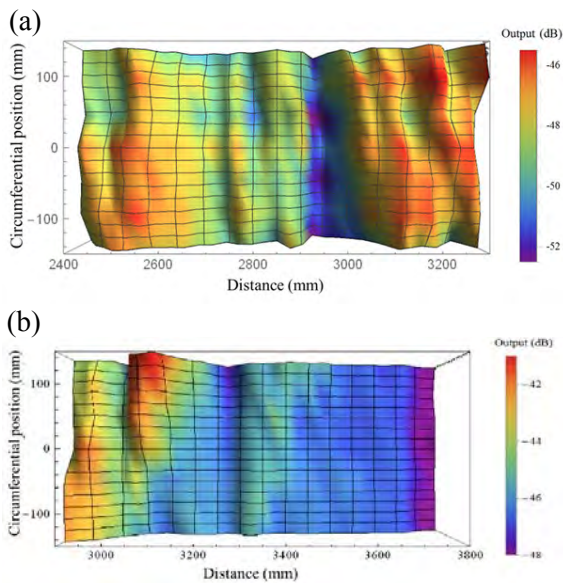 (a)
Output (dB)
Circumferential position (mm)
100
0
−100
2400 2600 2800 3000 3200
Distance (mm)
−46
−48
−50
−52
(b)
Output (dB)
Circumferential position (mm)
100
0
−100
3000 3200 3400 3600 3800
Distance (mm)
−42
−44
−46
−48